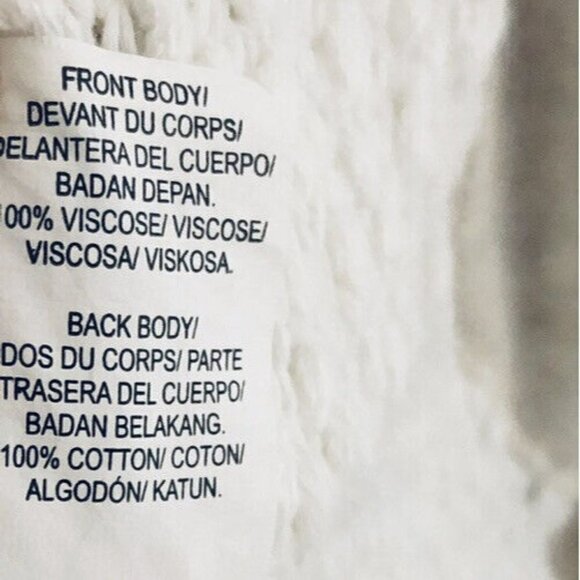 FRONT BODY/
DEVANT DU CORPS/
DELANTERA DEL CUERPO/
BADAN DEPAN.
100% VISCOSE/ VISCOSE/
VISCOSA/ VISKOSA.
BACK BODY/
DOS DU CORPS/ PARTE
TRASERA DEL CUERPO/
BADAN BELAKANG.
100% COTTON/ COTON/
ALGODÓN/ KATUN.